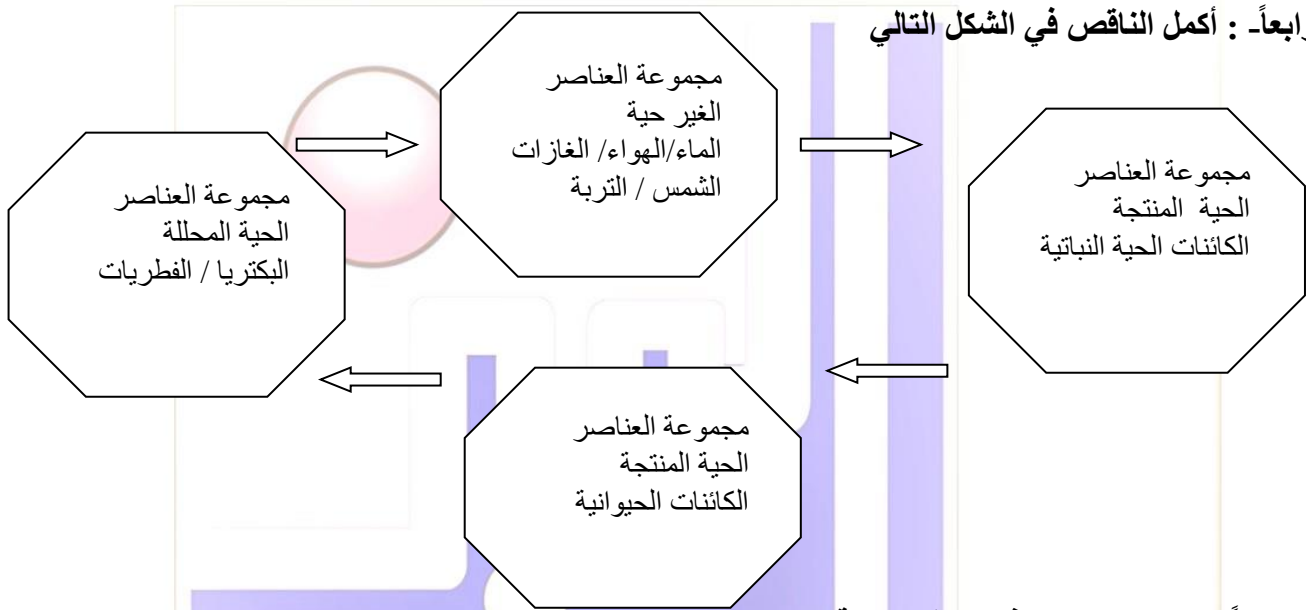 رابعاً- : أكمل الناقص في الشكل التالي
مجموعة العناصر
الغير حية
الماء/الهواء/ الغازات
الشمس / التربة
مجموعة العناصر
الحية المنتجة
الكائنات الحية النباتية
مجموعة العناصر
الحية المحللة
البكتريا / الفطريات
مجموعة العناصر
الحية المنتجة
الكائنات الحيوانية